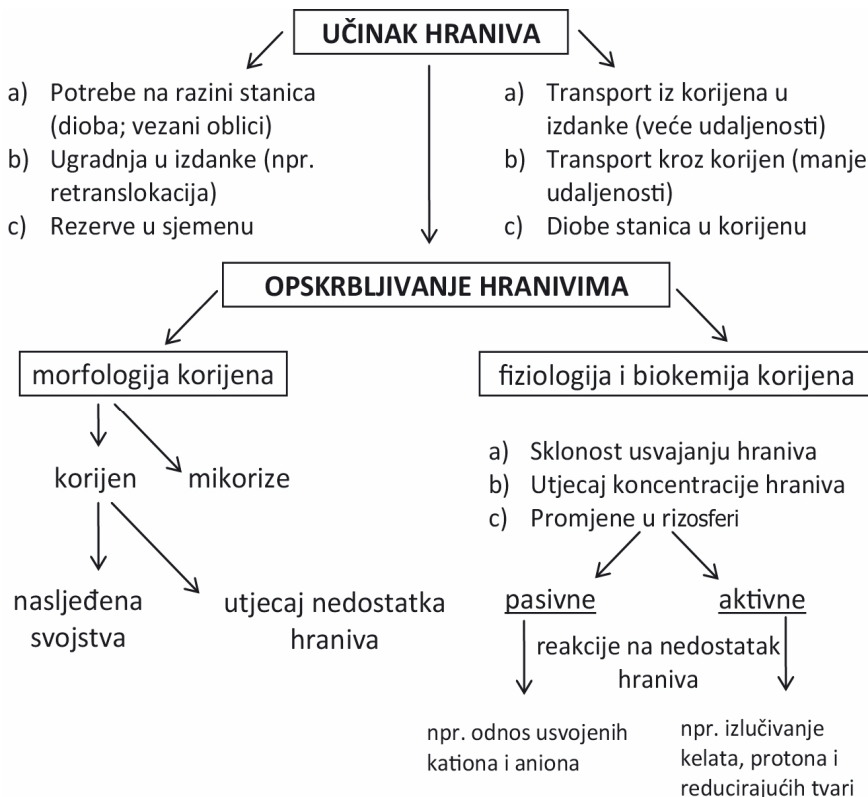 UČINAK HRANIVA
a) Potrebe na razini stanica
(dioba; vezani oblici)
b) Ugradnja u izdanke (npr.
retranslokacija)
c) Rezerve u sjemenu
a) Transport iz korijena u
izdanke (veće udaljenosti)
b) Transport kroz korijen (manje
udaljenosti)
c) Diobe stanica u korijenu
OPSKRBLJIVANJE HRANIVIMA
morfologija korijena
korijen
mikorize
nasljeđena
svojstva
utjecaj nedostatka
hraniva
fiziologija i biokemija korijena
a) Sklonost usvajanju hraniva
b) Utjecaj koncentracije hraniva
c) Promjene u rizosferi
pasivne
aktivne
reakcije na nedostatak
hraniva
npr. odnos usvojenih
kationa i aniona
npr. izlučivanje
kelata, protona i
reducirajućih tvari